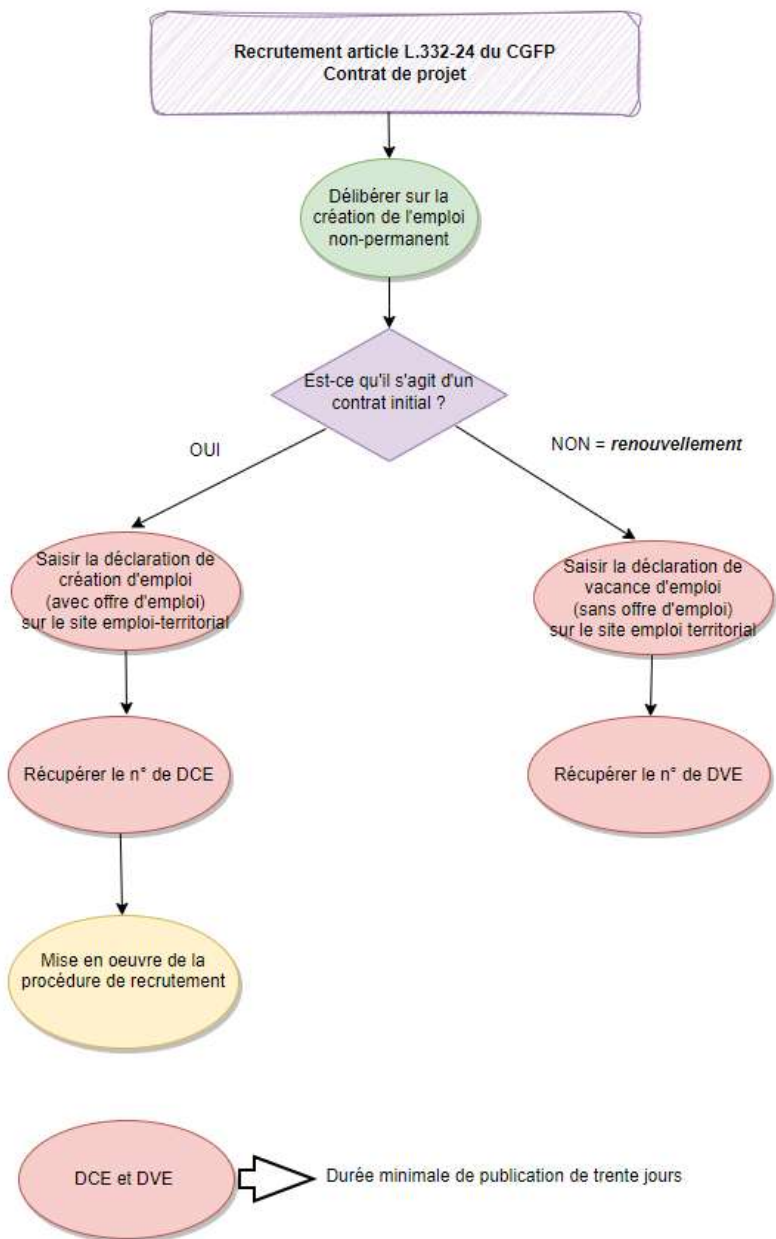 Recrutement article L.332-24 du CGFP
Contrat de projet
Délibérer sur la
création de l'emploi
non-permanent
Est-ce qu'il s'agit d'un
contrat initial ?
OUI
NON = renouvellement
Saisir la déclaration de
création d'emploi
(avec offre d'emploi)
sur le site emploi-territorial
Saisir la déclaration de
vacance d'emploi
(sans offre d'emploi)
sur le site emploi territorial
Récupérer le n° de DCE
Récupérer le n° de DVE
Mise en oeuvre de la
procédure de recrutement
DCE et DVE
Durée minimale de publication de trente jours